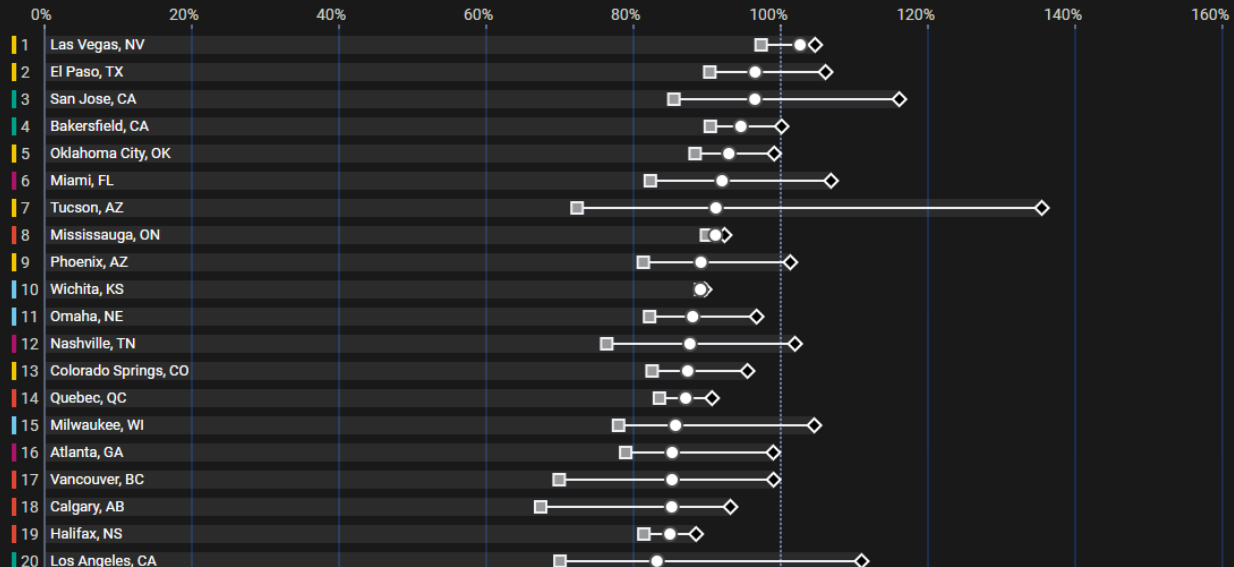 0% 20% 40% 60% 80% 100% 120% 140% 160%
1 Las Vegas, NV
2 El Paso, TX
3 San Jose, CA
4 Bakersfield, CA
5 Oklahoma City, OK
6 Miami, FL
7 Tucson, AZ
8 Mississauga, ON
9 Phoenix, AZ
10 Wichita, KS
11 Omaha, NE
12 Nashville, TN
13 Colorado Springs, CO
14 Quebec, QC
15 Milwaukee, WI
16 Atlanta, GA
17 Vancouver, BC
18 Calgary, AB
19 Halifax, NS
20 Los Angeles, CA